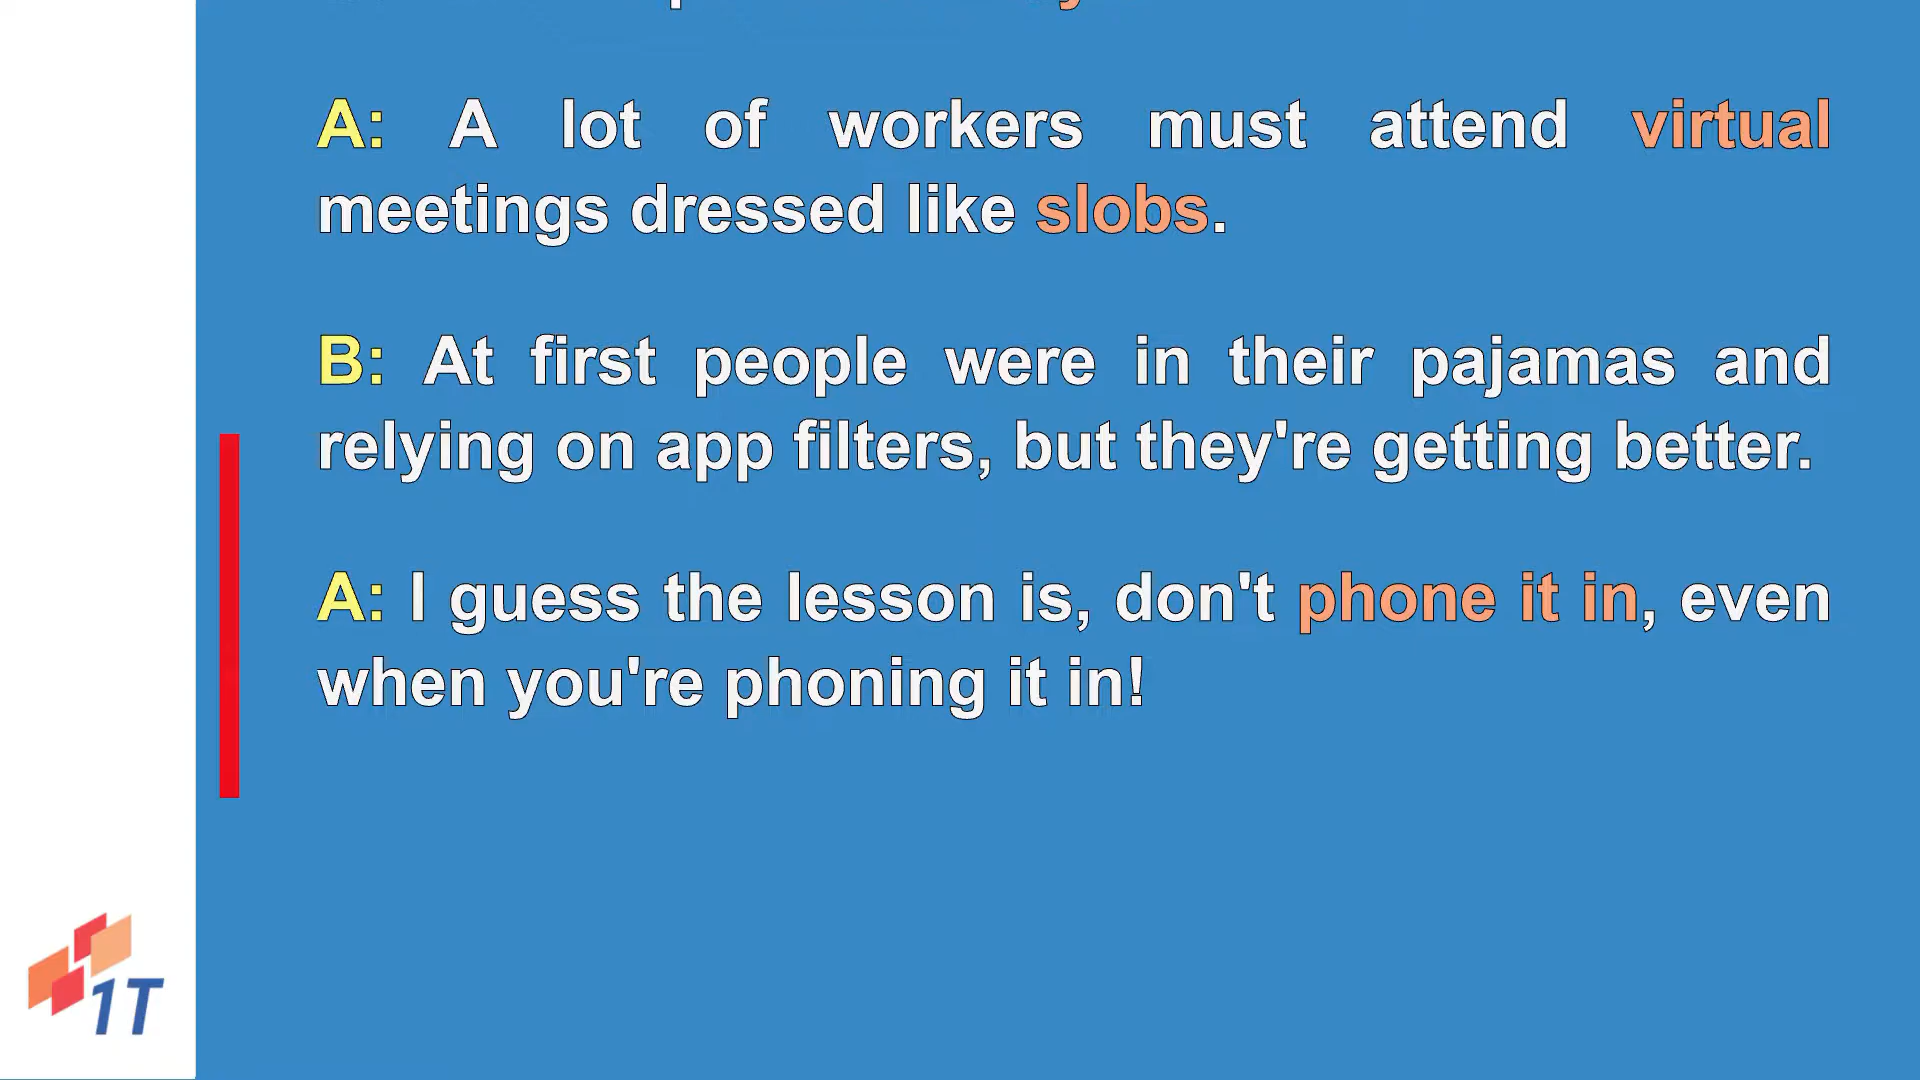 A: A lot of workers must attend virtual
meetings dressed like slobs.
B: At first people were in their pajamas and
relying on app filters, but they're getting better.
A: I guess the lesson is, don't phone it in, even
when you're phoning it in!
1T